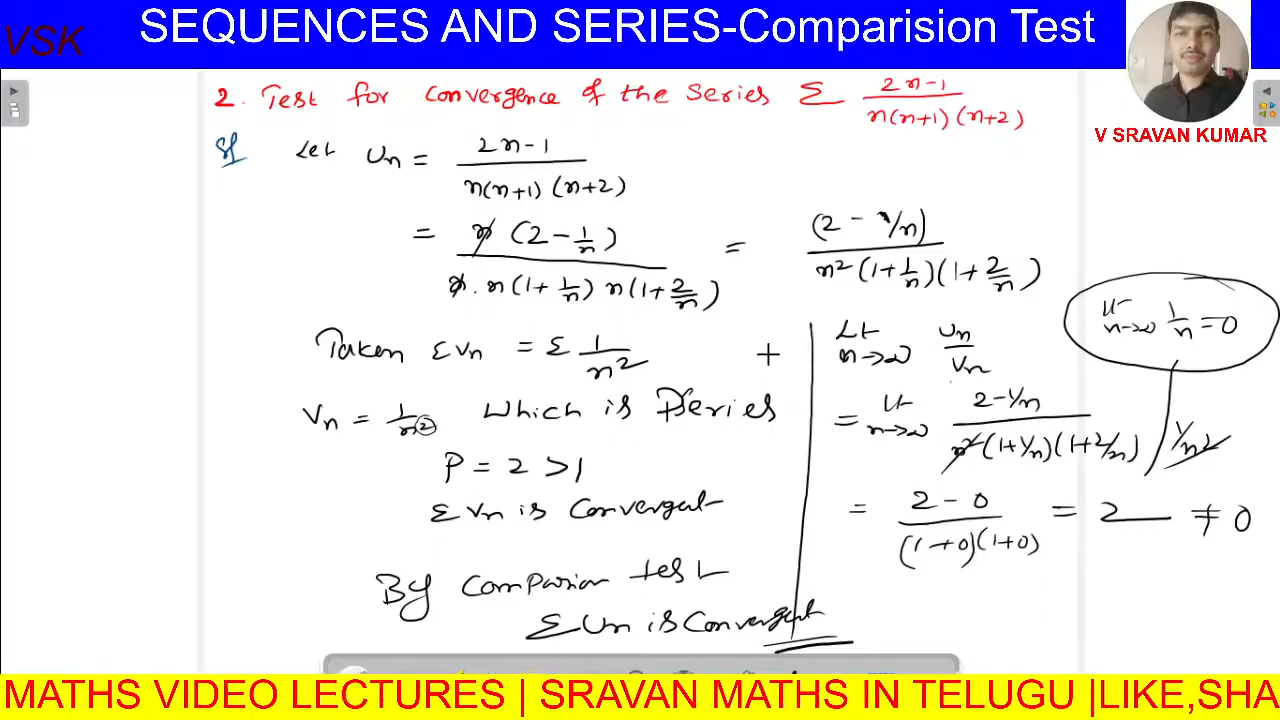 VSK
SEQUENCES AND SERIES-Comparision Test
V SRAVAN KUMAR
2. Test for convergence of the series Σ (2n-1)/(n(n+1)(n+2))
Sol Let Un = (2n-1)/(n(n+1)(n+2))
= n(2 - 1/n)/(n.n(1+1/n) n(1+2/n)) = (2 - 1/n)/(n²(1+1/n)(1+2/n))
Taken ΣVn = Σ 1/n²
Vn = 1/n² which is P Series
P = 2 > 1
ΣVn is Convergent
Lt n→∞ Un/Vn
Lt n→∞ 1/n = 0
= Lt n→∞ (2-1/n)/(n²(1+1/n)(1+2/n)) / 1/n²
= (2 - 0)/((1+0)(1+0)) = 2 ≠ 0
By Comparion test
ΣUn is Convergent
MATHS VIDEO LECTURES | SRAVAN MATHS IN TELUGU |LIKE,SHA